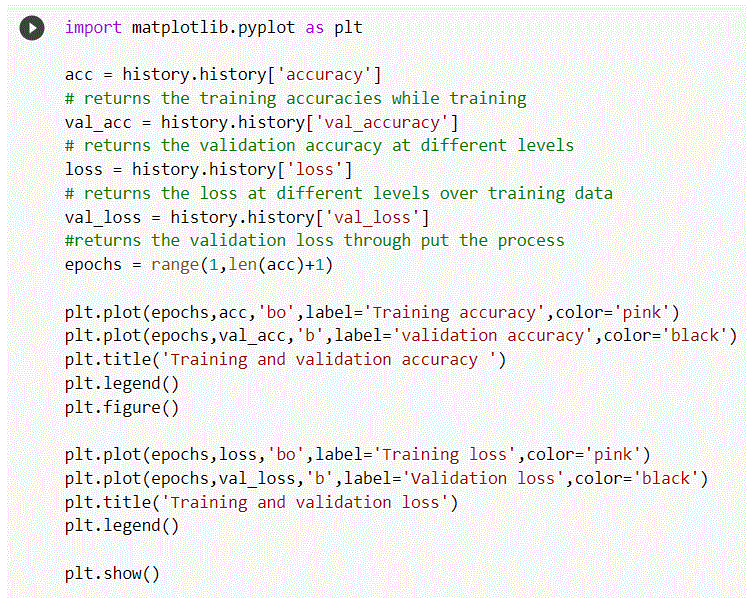 import matplotlib.pyplot as plt
acc = history.history['accuracy']
# returns the training accuracies while training
val_acc = history.history['val_accuracy']
# returns the validation accuracy at different levels
loss = history.history['loss']
# returns the loss at different levels over training data
val_loss = history.history['val_loss']
#returns the validation loss through put the process
epochs = range(1,len(acc)+1)
plt.plot(epochs,acc,'bo',label='Training accuracy',color='pink')
plt.plot(epochs,val_acc,'b',label='validation accuracy',color='black')
plt.title('Training and validation accuracy ')
plt.legend()
plt.figure()
plt.plot(epochs,loss,'bo',label='Training loss',color='pink')
plt.plot(epochs,val_loss,'b',label='Validation loss',color='black')
plt.title('Training and validation loss')
plt.legend()
plt.show()